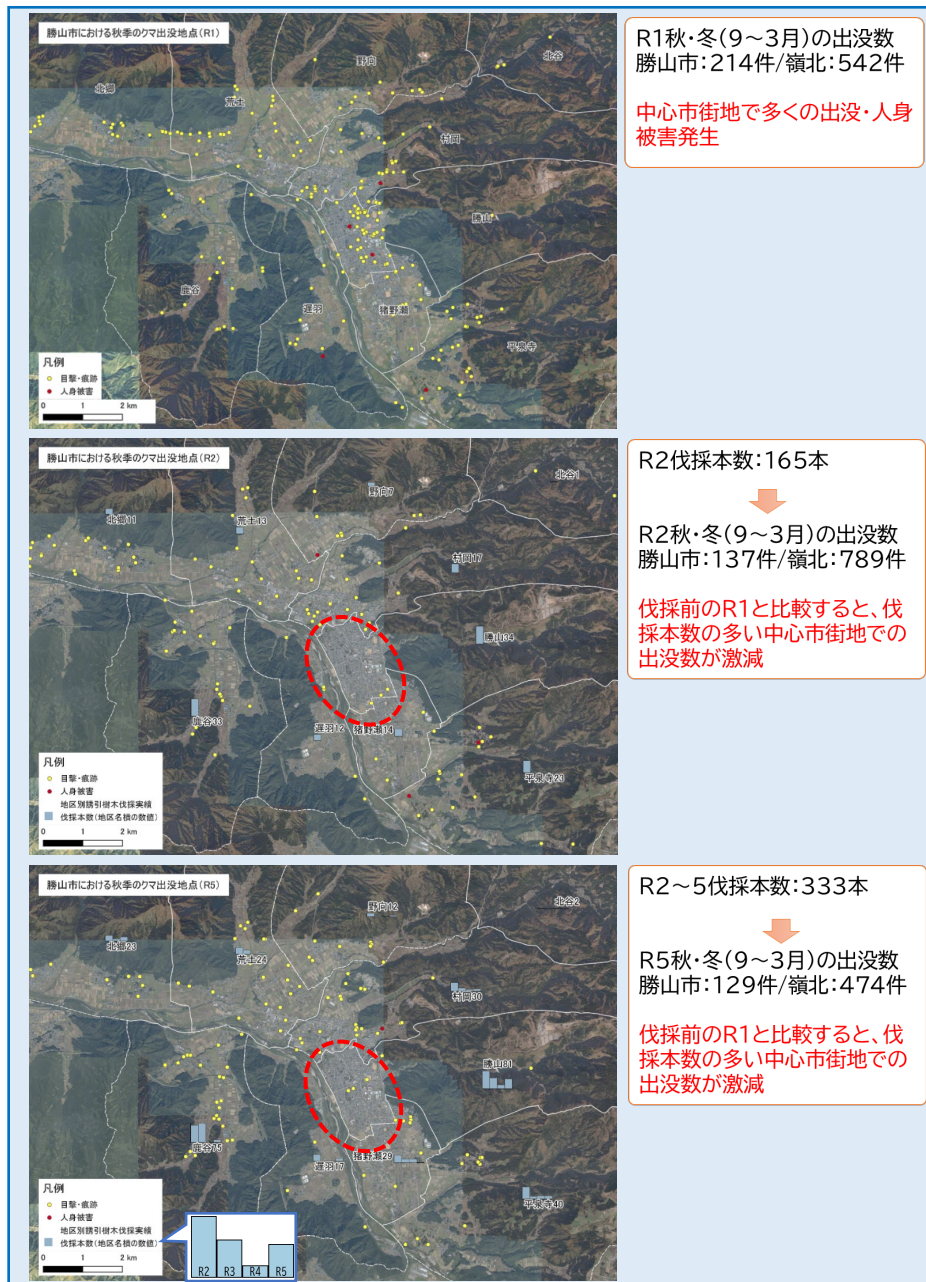 勝山市における秋季のクマ出没地点(R1)
北谷
野向
北郷
荒土
村岡
勝山
鹿谷
遅羽
猪野瀬
平泉寺
凡例
目撃・痕跡
人身被害
0 1 2 km
R1秋・冬(9～3月)の出没数
勝山市:214件/嶺北:542件
中心市街地で多くの出没・人身
被害発生
勝山市における秋季のクマ出没地点(R2)
北谷1
野向7
北郷11
荒土13
村岡17
勝山34
鹿谷33
遅羽12
猪野瀬14
平泉寺23
凡例
目撃・痕跡
人身被害
地区別誘引樹木伐採実績
伐採本数(地区名横の数値)
0 1 2 km
R2伐採本数:165本
R2秋・冬(9～3月)の出没数
勝山市:137件/嶺北:789件
伐採前のR1と比較すると、伐
採本数の多い中心市街地での
出没数が激減
勝山市における秋季のクマ出没地点(R5)
北谷2
野向12
北郷23
荒土24
村岡30
勝山81
鹿谷75
遅羽17
猪野瀬29
平泉寺40
凡例
目撃・痕跡
人身被害
地区別誘引樹木伐採実績
伐採本数(地区名横の数値)
0 1 2 km
R2 R3 R4 R5
R2～5伐採本数:333本
R5秋・冬(9～3月)の出没数
勝山市:129件/嶺北:474件
伐採前のR1と比較すると、伐
採本数の多い中心市街地での
出没数が激減